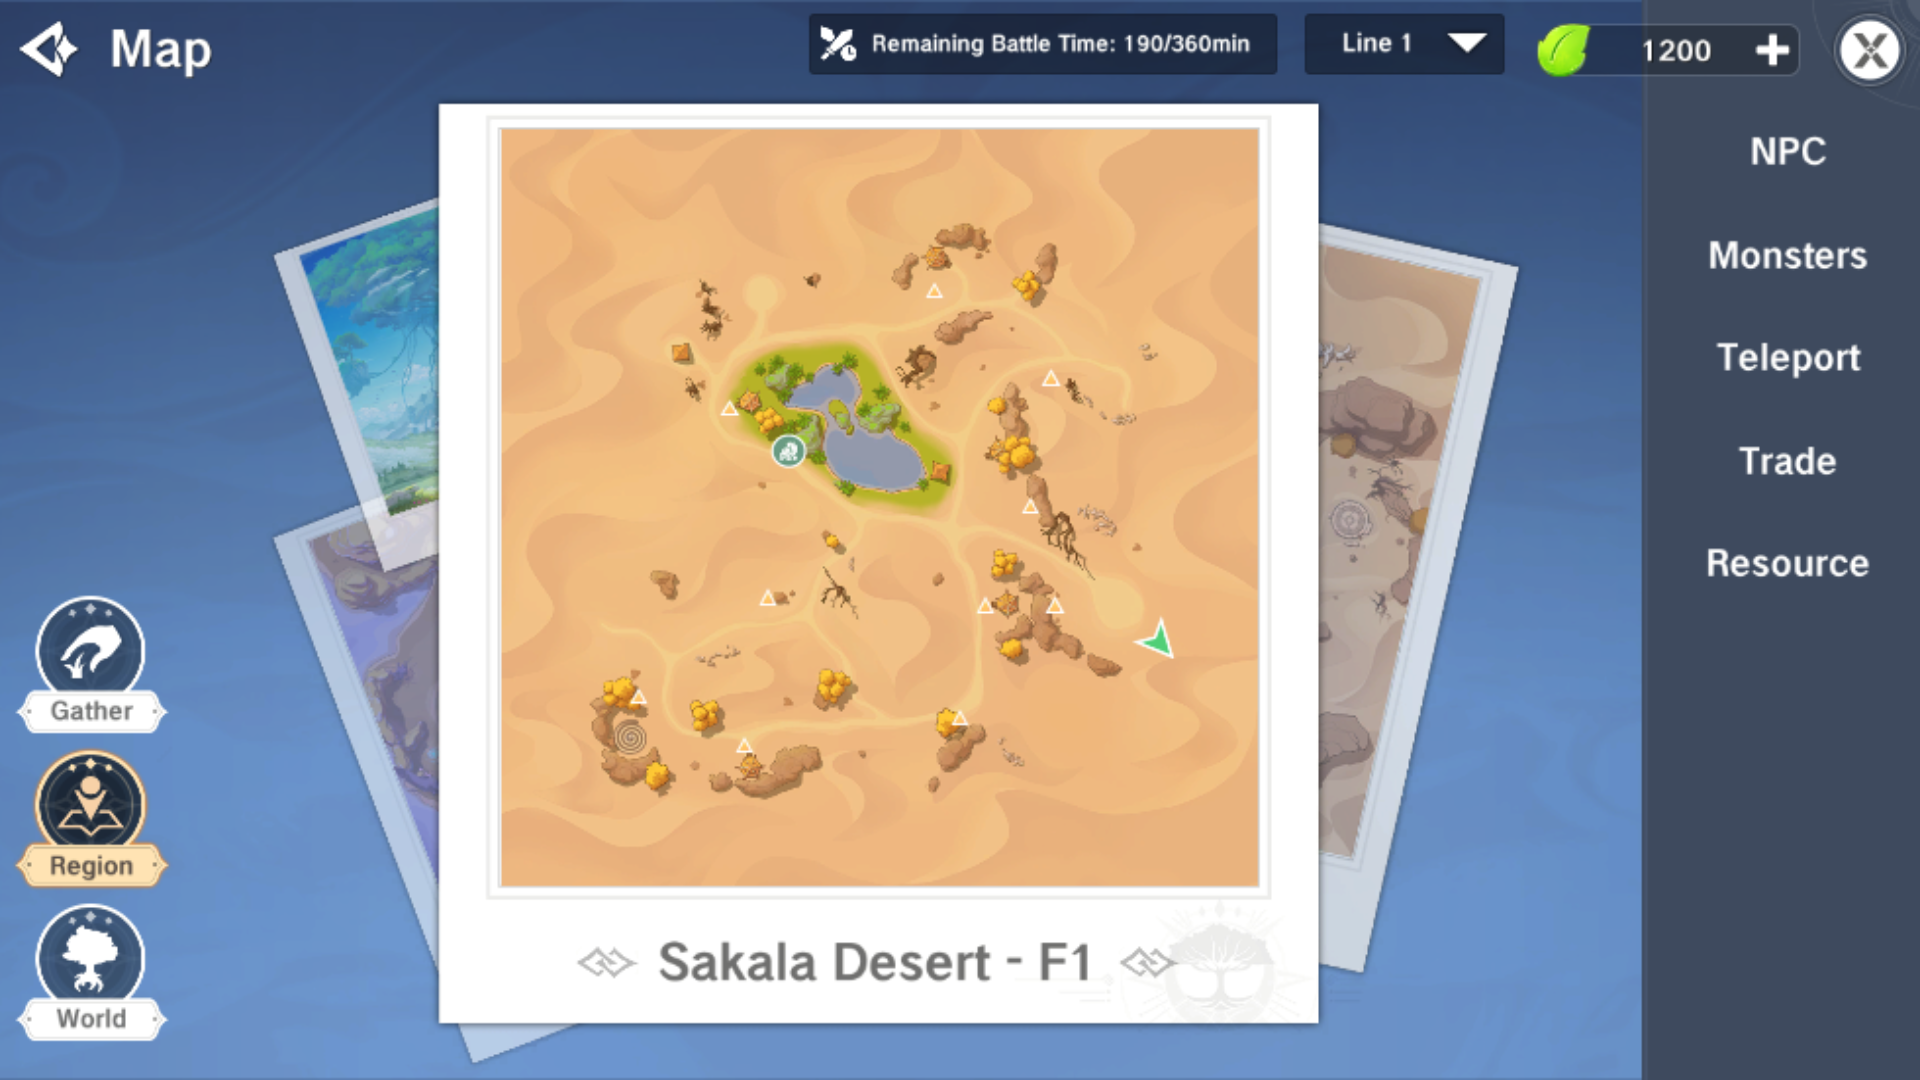 Map
Remaining Battle Time: 190/360min
Line 1
1200
NPC
Monsters
Teleport
Trade
Resource
Gather
Region
World
Sakala Desert - F1